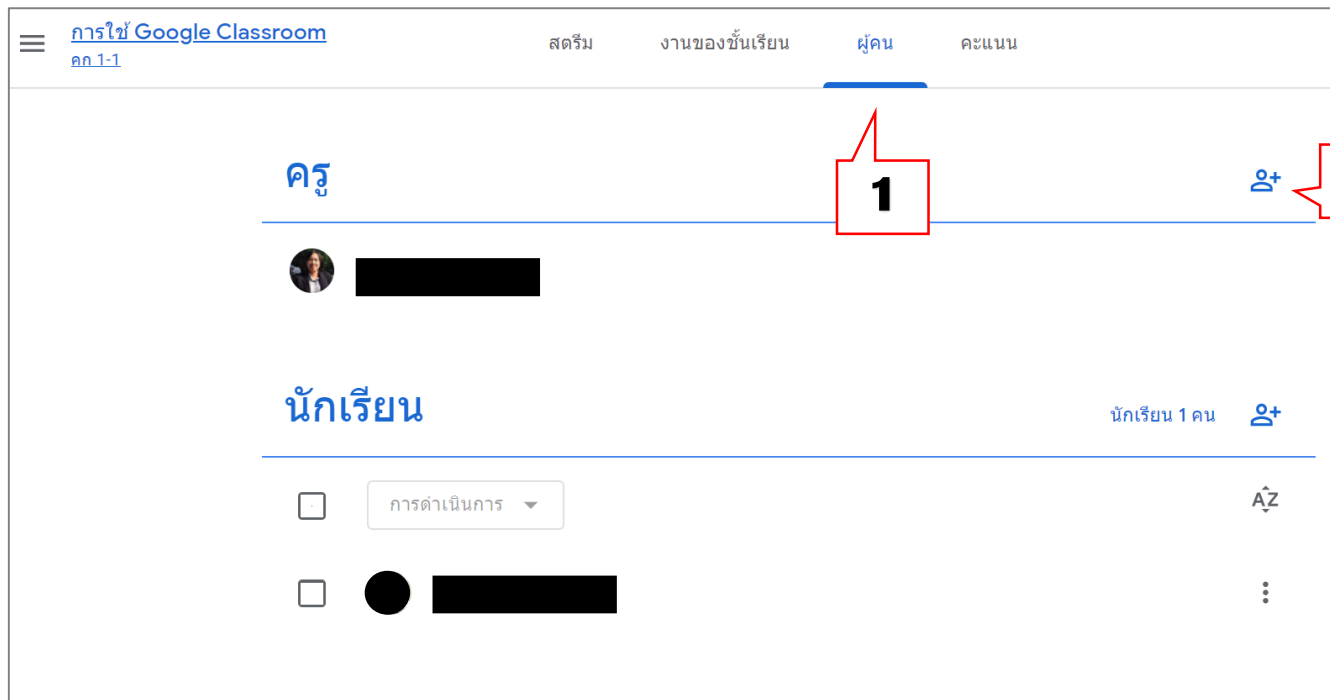 การใช้ Google Classroom
คก 1-1
สตรีม งานของชั้นเรียน ผู้คน คะแนน
1
ครู
นักเรียน
นักเรียน 1 คน
การดำเนินการ
AZ